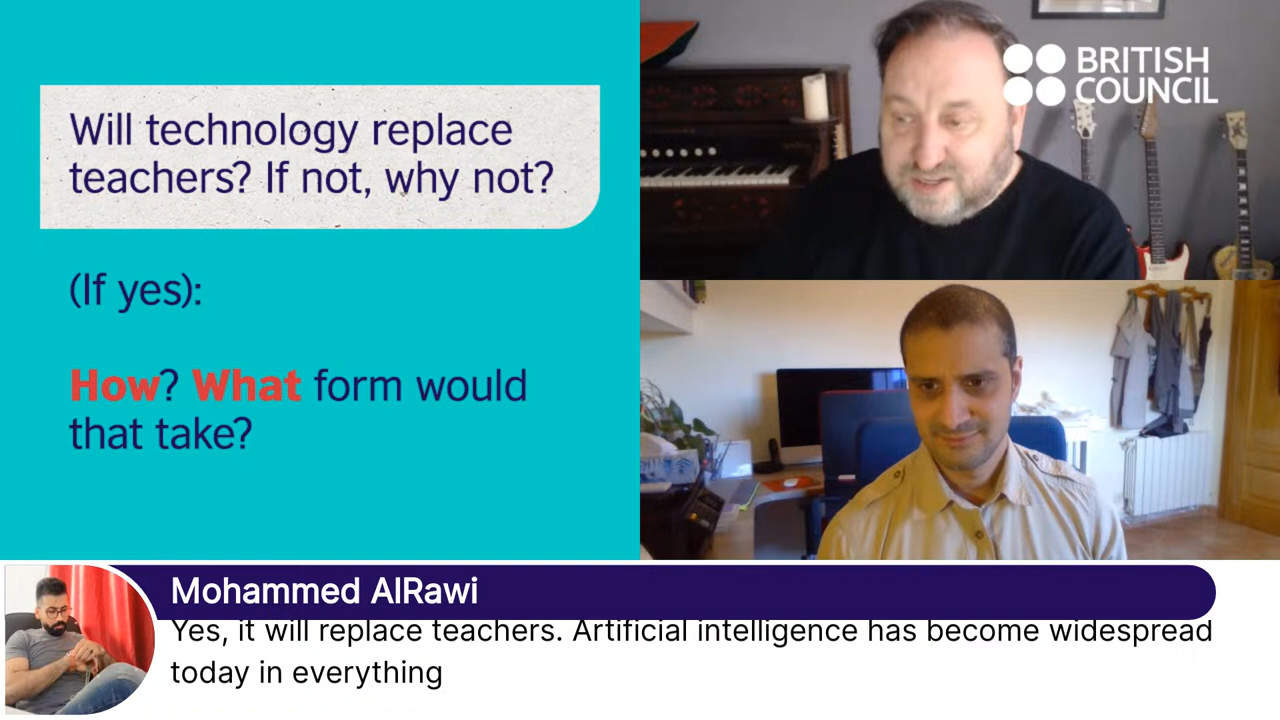 Will technology replace
teachers? If not, why not?
(If yes):
How? What form would
that take?
BRITISH
COUNCIL
Mohammed AlRawi
Yes, it will replace teachers. Artificial intelligence has become widespread
today in everything